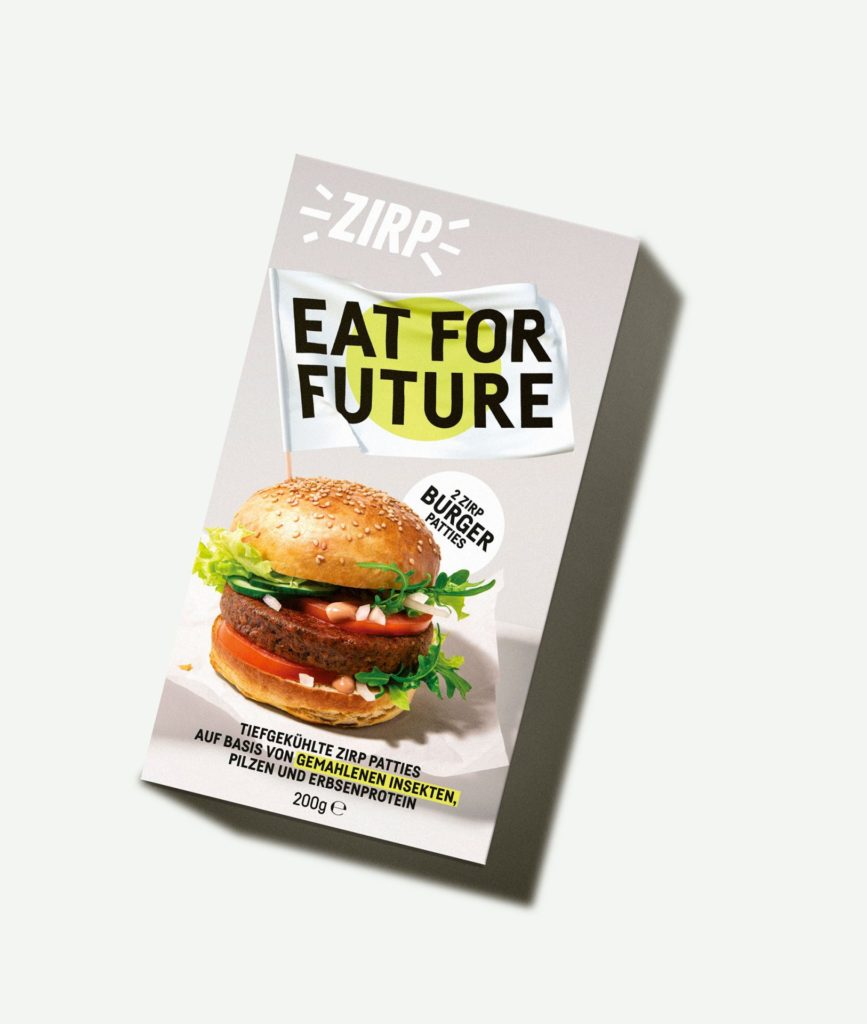 ZIRP
EAT FOR
FUTURE
2 ZIRP
BURGER
PATTIES
TIEFGEKÜHLTE ZIRP PATTIES
AUF BASIS VON GEMAHLENEN INSEKTEN,
PILZEN UND ERBSENPROTEIN
200g ℮